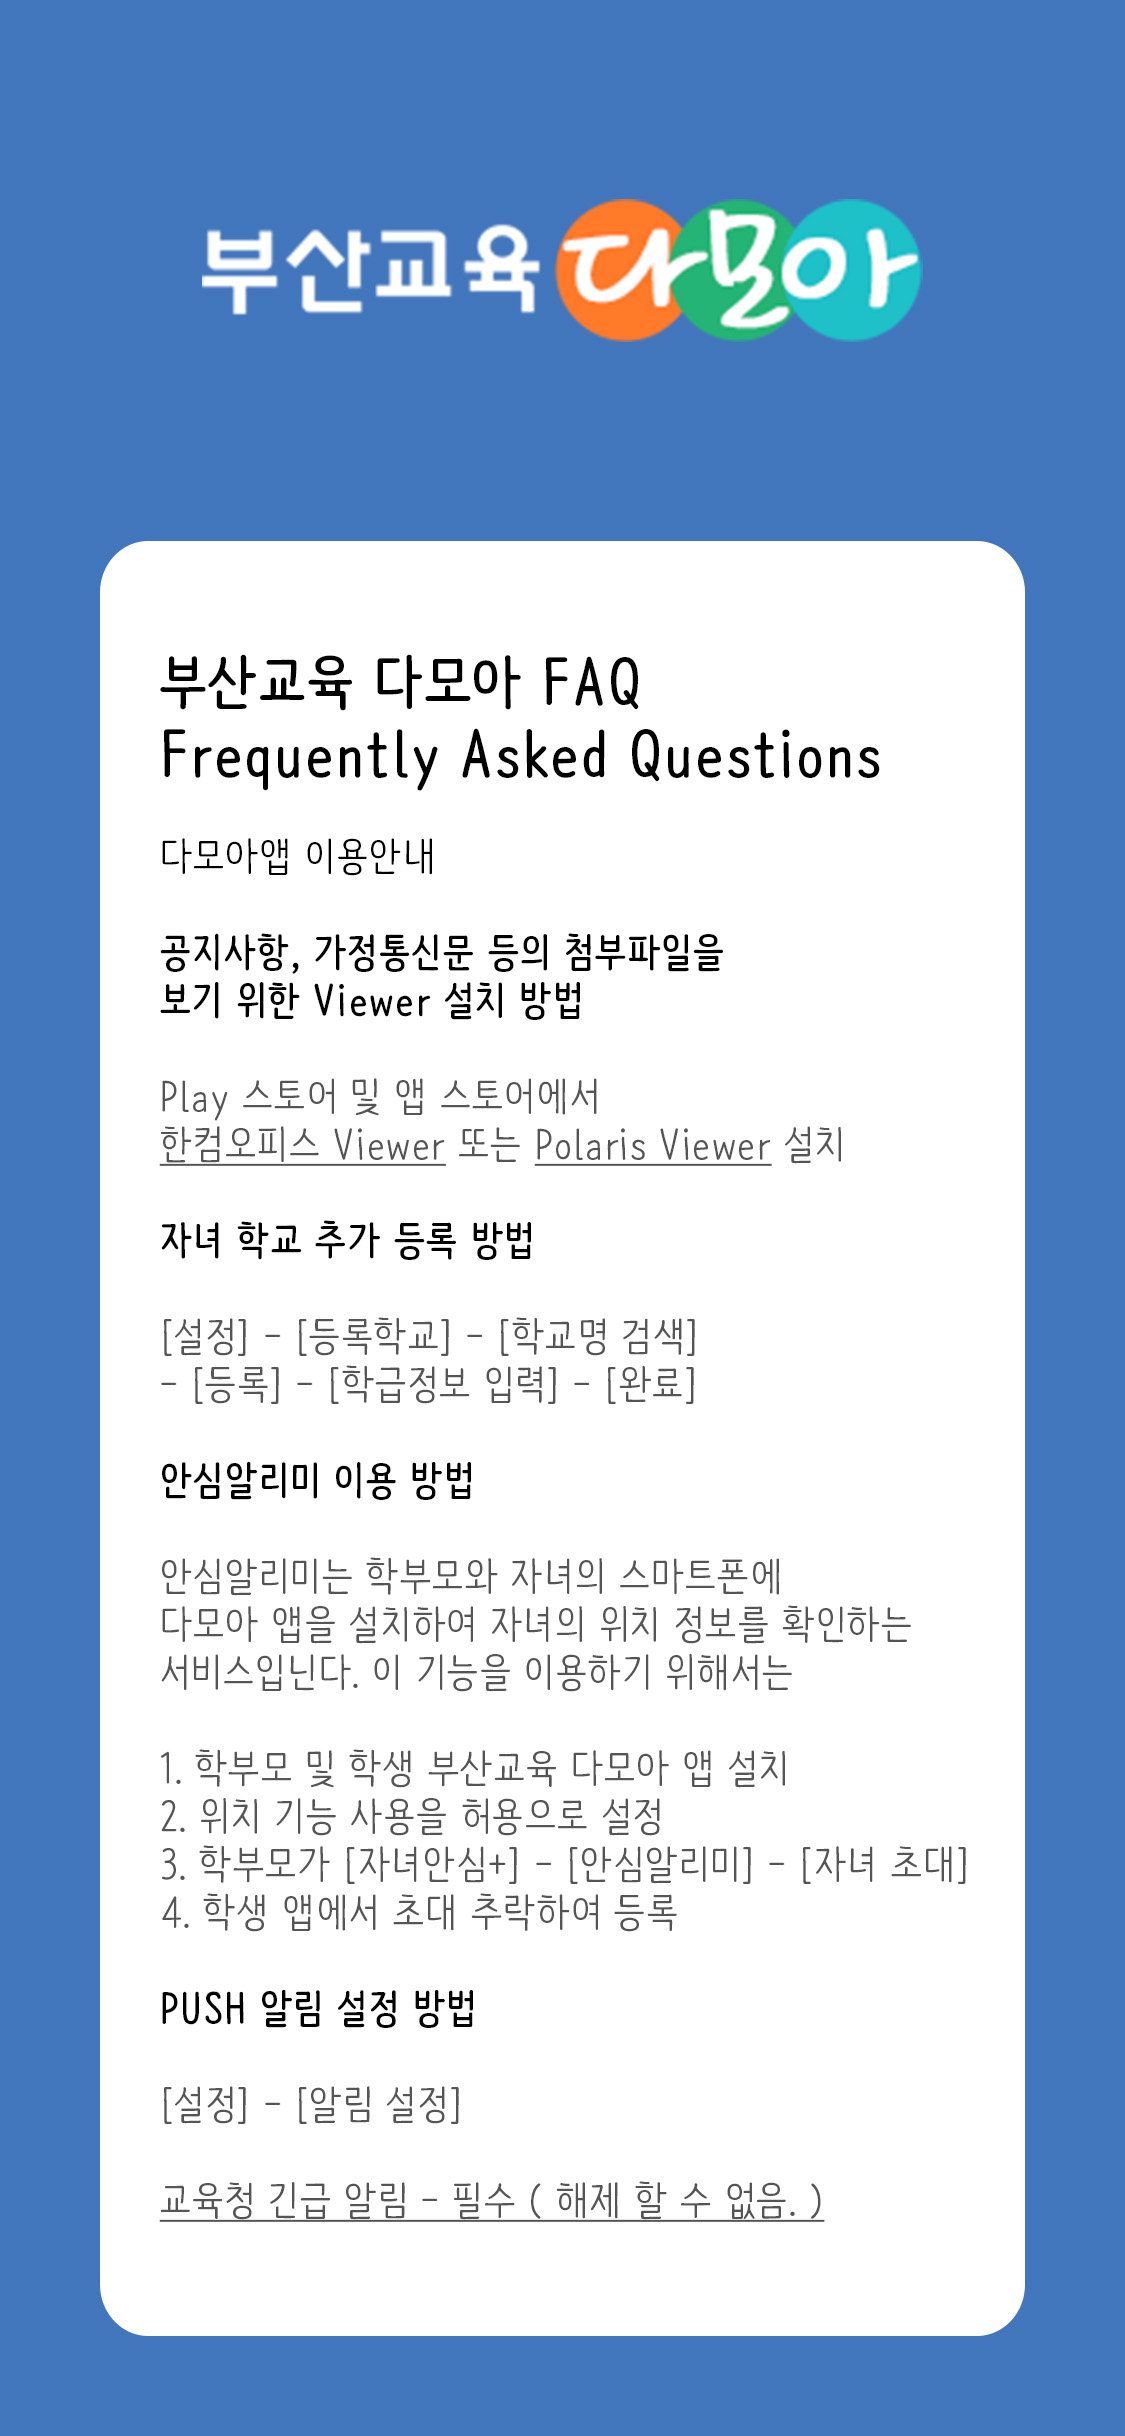 부산교육 다모아
부산교육 다모아 FAQ
Frequently Asked Questions
다모아앱 이용안내
공지사항, 가정통신문 등의 첨부파일을
보기 위한 Viewer 설치 방법
Play 스토어 및 앱 스토어에서
한컴오피스 Viewer 또는 Polaris Viewer 설치
자녀 학교 추가 등록 방법
[설정] - [등록학교] - [학교명 검색]
- [등록] - [학급정보 입력] - [완료]
안심알리미 이용 방법
안심알리미는 학부모와 자녀의 스마트폰에
다모아 앱을 설치하여 자녀의 위치 정보를 확인하는
서비스입닌다. 이 기능을 이용하기 위해서는
1. 학부모 및 학생 부산교육 다모아 앱 설치
2. 위치 기능 사용을 허용으로 설정
3. 학부모가 [자녀안심+] - [안심알리미] - [자녀 초대]
4. 학생 앱에서 초대 추락하여 등록
PUSH 알림 설정 방법
[설정] - [알림 설정]
교육청 긴급 알림 - 필수 ( 해제 할 수 없음. )